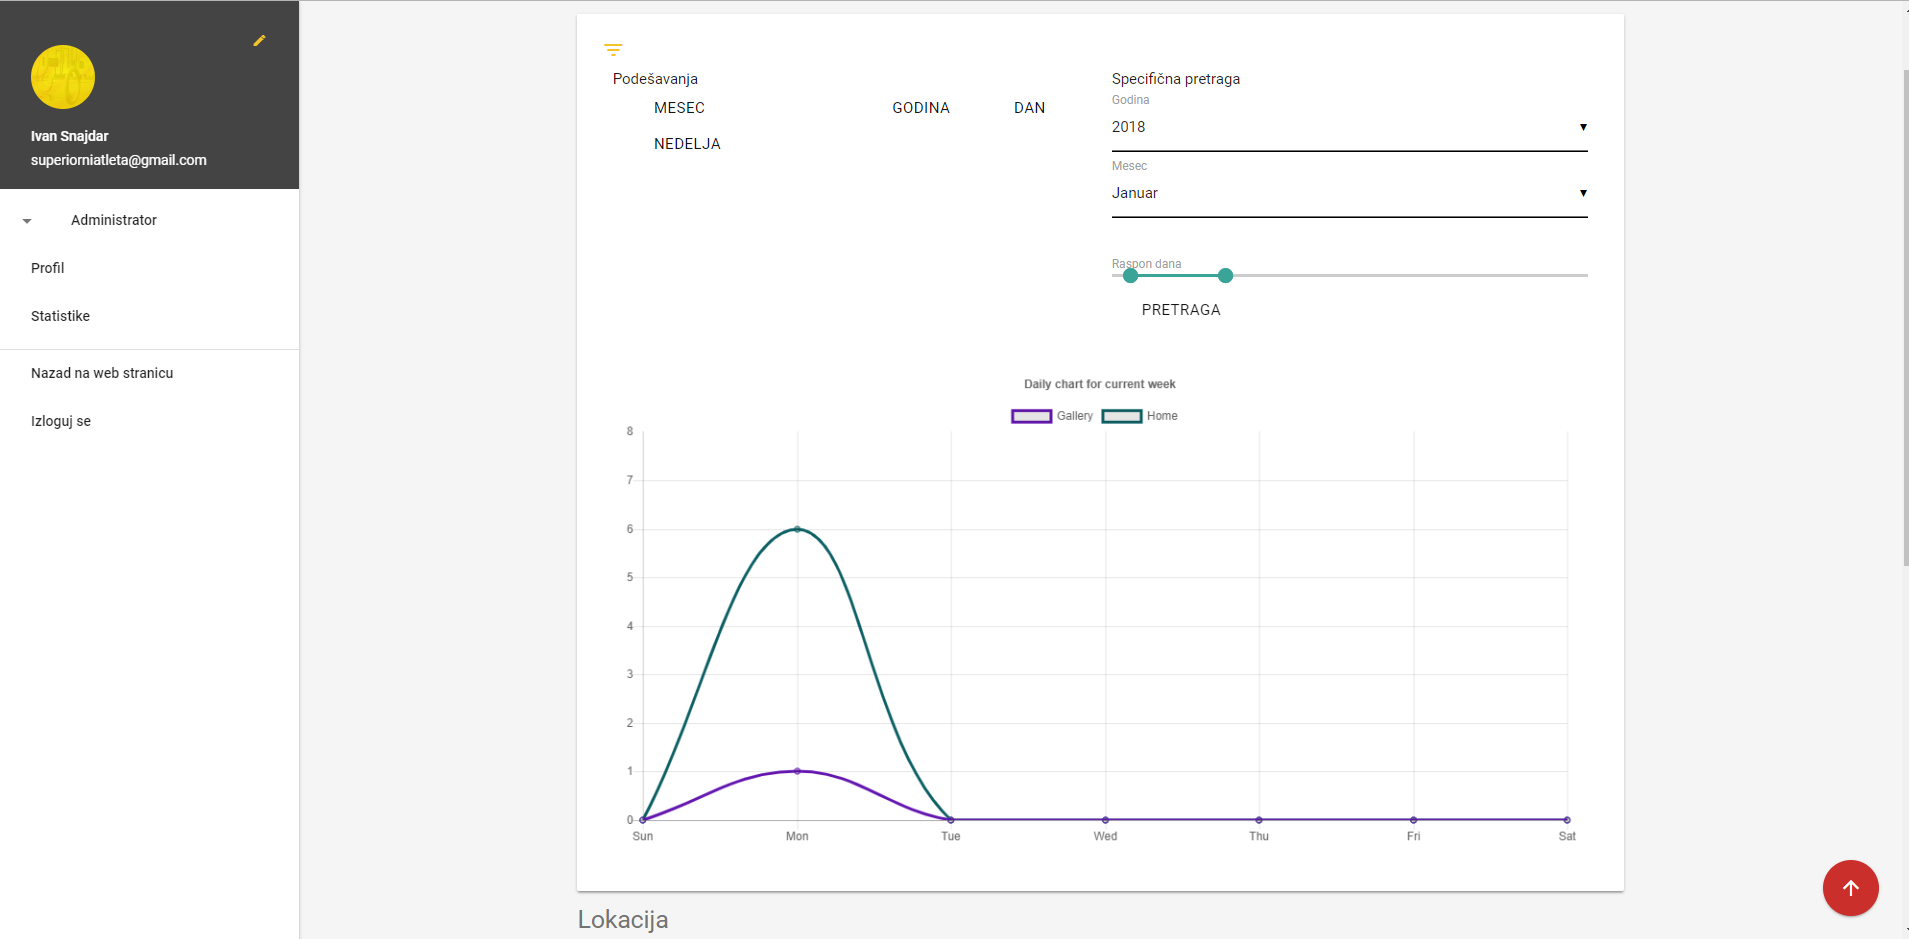 Ivan Snajdar
superiorniatleta@gmail.com
Administrator
Profil
Statistike
Nazad na web stranicu
Izloguj se
Podešavanja
MESEC GODINA DAN
NEDELJA
Specifična pretraga
Godina
2018
Mesec
Januar
Raspon dana
PRETRAGA
Daily chart for current week
Gallery Home
8
7
6
5
4
3
2
1
0
Sun Mon Tue Wed Thu Fri Sat
Lokacija